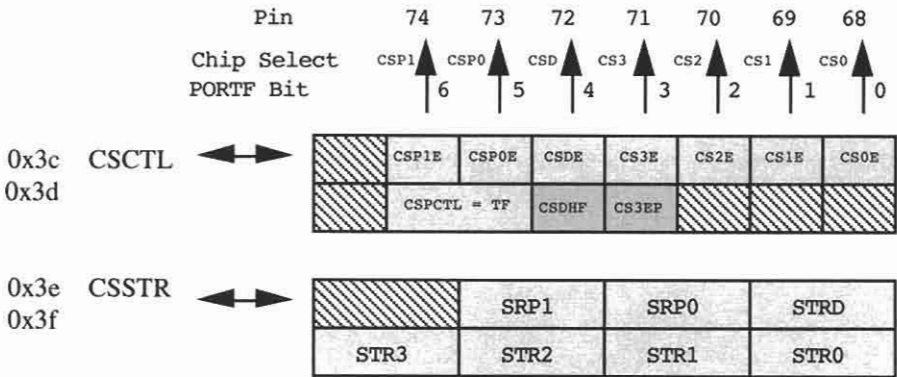 Pin 74 73 72 71 70 69 68
Chip Select CSP1 CSP0 CSD CS3 CS2 CS1 CS0
PORTF Bit 6 5 4 3 2 1 0
0x3c CSCTL CSP1E CSP0E CSDE CS3E CS2E CS1E CS0E
0x3d CSPCTL = TF CSDHF CS3EP
0x3e CSSTR SRP1 SRP0 STRD
0x3f STR3 STR2 STR1 STR0